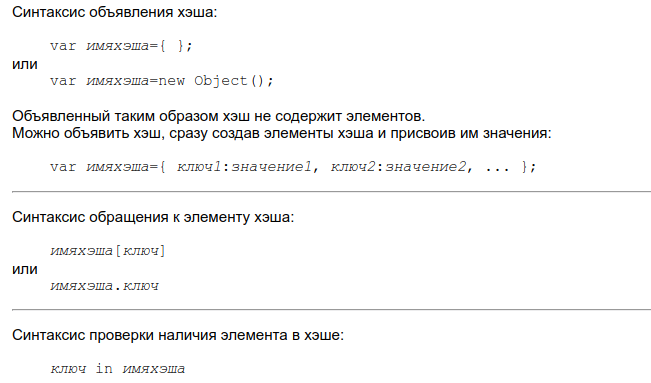 Синтаксис объявления хэша:
var имяхэша={ };
или
var имяхэша=new Object();
Объявленный таким образом хэш не содержит элементов.
Можно объявить хэш, сразу создав элементы хэша и присвоив им значения:
var имяхэша={ ключ1:значение1, ключ2:значение2, ... };
Синтаксис обращения к элементу хэша:
имяхэша[ключ]
или
имяхэша.ключ
Синтаксис проверки наличия элемента в хэше:
ключ in имяхэша